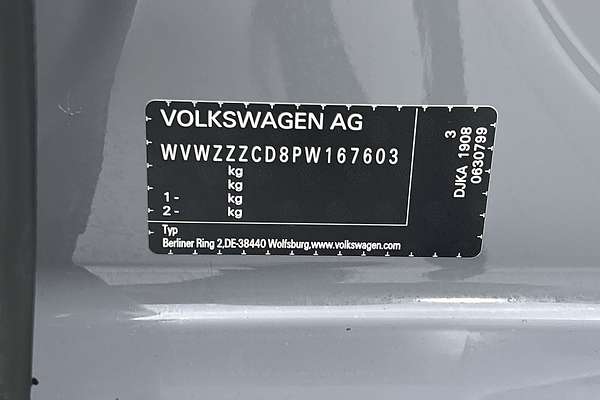 VOLKSWAGEN AG
WVWZZZCD8PW167603
kg
kg
1 - kg
2 - kg
Typ
Berliner Ring 2,DE-38440 Wolfsburg,www.volkswagen.com
3
DJKA 1908
0630799